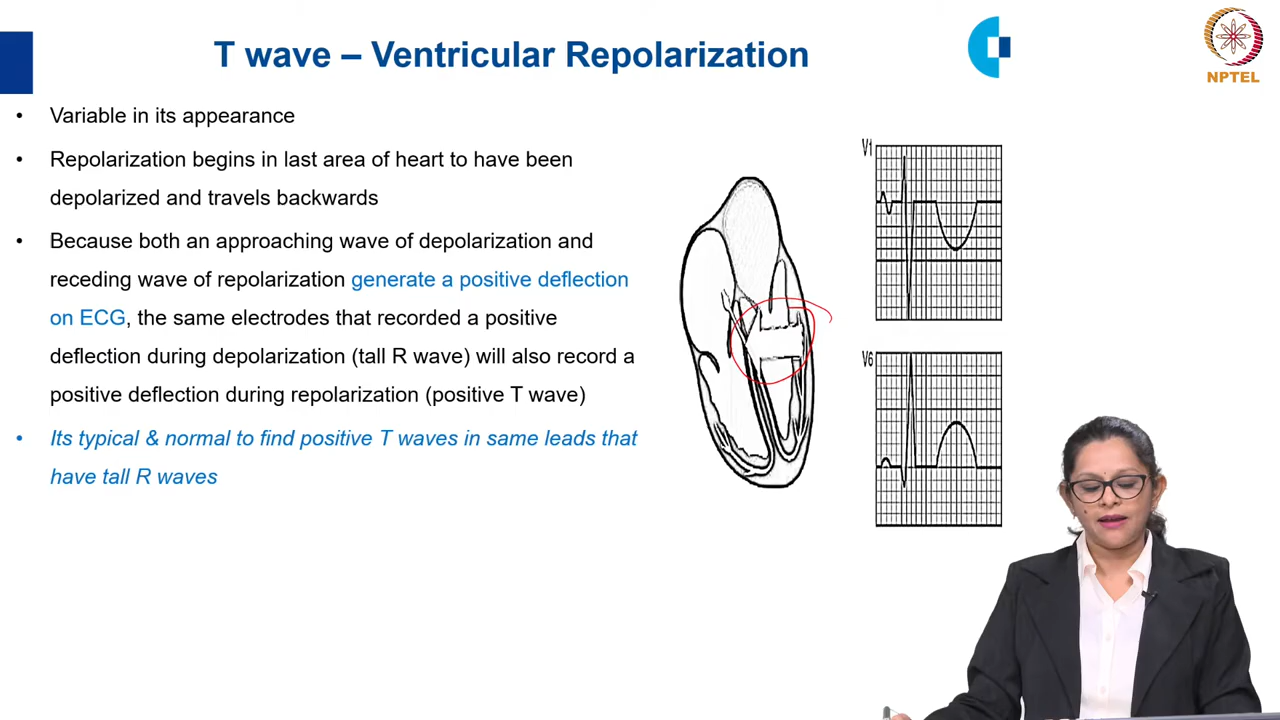 T wave – Ventricular Repolarization
NPTEL
• Variable in its appearance
• Repolarization begins in last area of heart to have been
depolarized and travels backwards
• Because both an approaching wave of depolarization and
receding wave of repolarization generate a positive deflection
on ECG, the same electrodes that recorded a positive
deflection during depolarization (tall R wave) will also record a
positive deflection during repolarization (positive T wave)
• Its typical & normal to find positive T waves in same leads that
have tall R waves
V1
V6